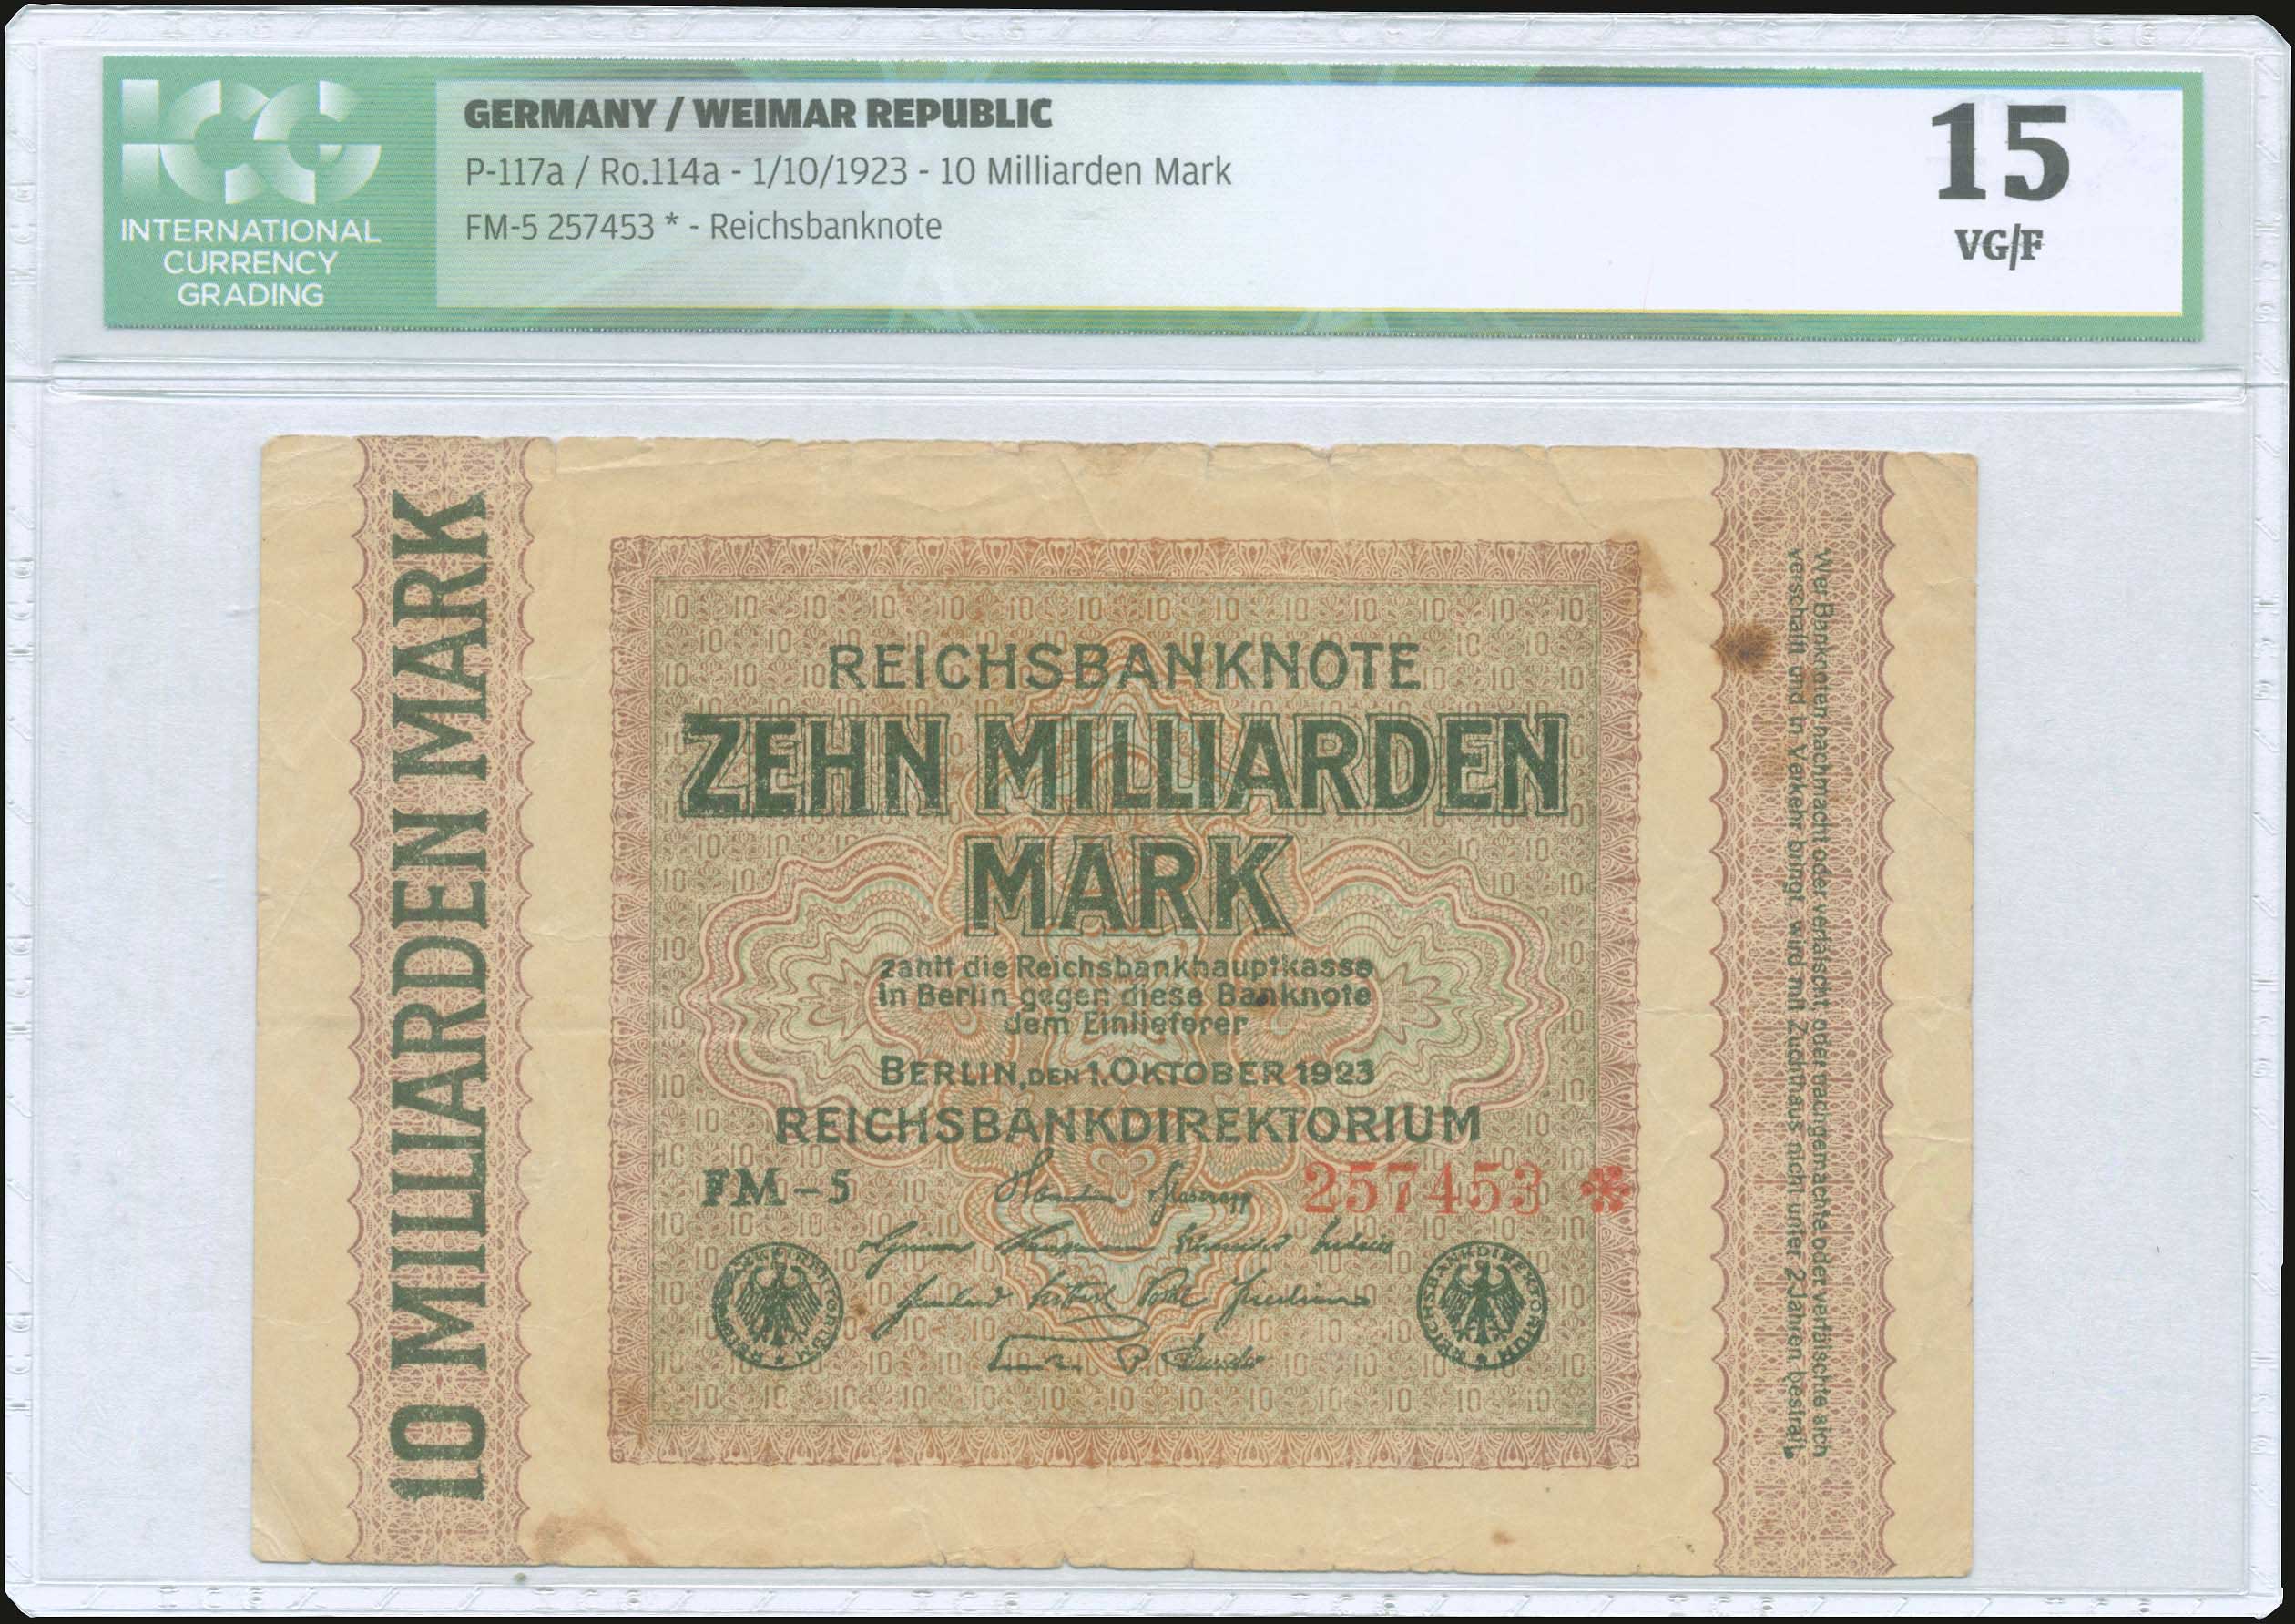 ICG
INTERNATIONAL
CURRENCY
GRADING
GERMANY / WEIMAR REPUBLIC
P-117a / Ro.114a - 1/10/1923 - 10 Milliarden Mark
FM-5 257453 * - Reichsbanknote
15
VG/F
10 MILLIARDEN MARK
REICHSBANKNOTE
ZEHN MILLIARDEN
MARK
zahlt die Reichsbankhauptkasse
in Berlin gegen diese Banknote
dem Einlieferer
BERLIN, DEN 1. OKTOBER 1923
REICHSBANKDIREKTORIUM
FM-5
257453 *
REICHSBANKDIREKTORIUM
REICHSBANKDIREKTORIUM
Wer Banknoten nachmacht oder verfälscht, oder nachgemachte oder verfälschte sich
verschafft und in Verkehr bringt, wird mit Zuchthaus nicht unter 2 Jahren bestraft.